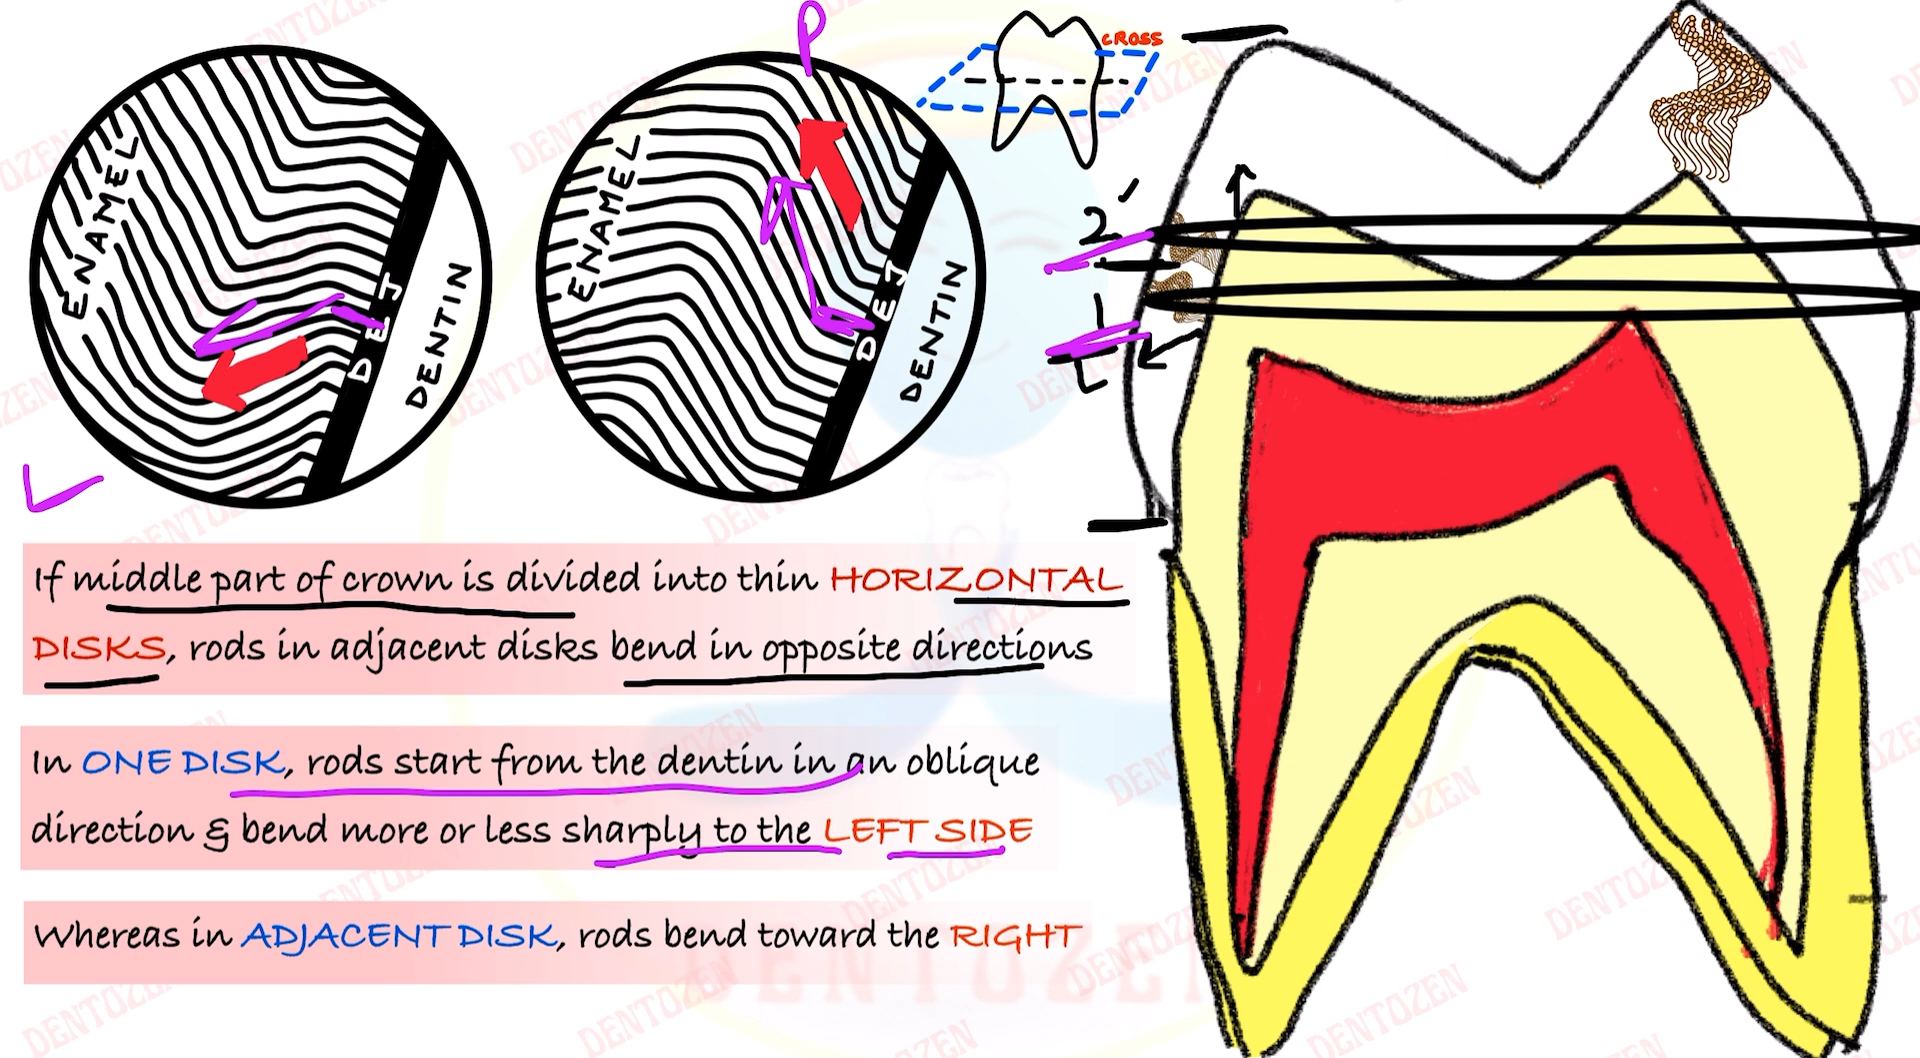 P
CROSS
ENAMEL
DEJ
DENTIN
ENAMEL
DEJ
DENTIN
2
1
L
If middle part of crown is divided into thin HORIZONTAL
DISKS, rods in adjacent disks bend in opposite directions
In ONE DISK, rods start from the dentin in an oblique
direction & bend more or less sharply to the LEFT SIDE
Whereas in ADJACENT DISK, rods bend toward the RIGHT
DENTOZEN